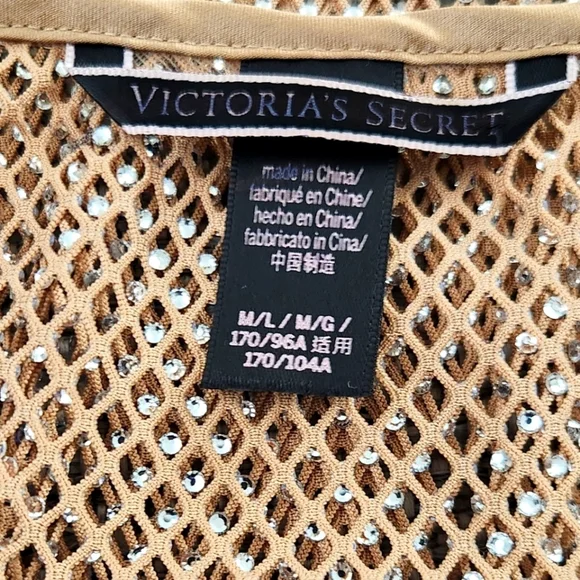 VICTORIA'S SECRET
made in China/
fabriqué en Chine/
hecho en China/
fabbricato in Cina/
中国制造
M/L / M/G /
170/96A 适用
170/104A